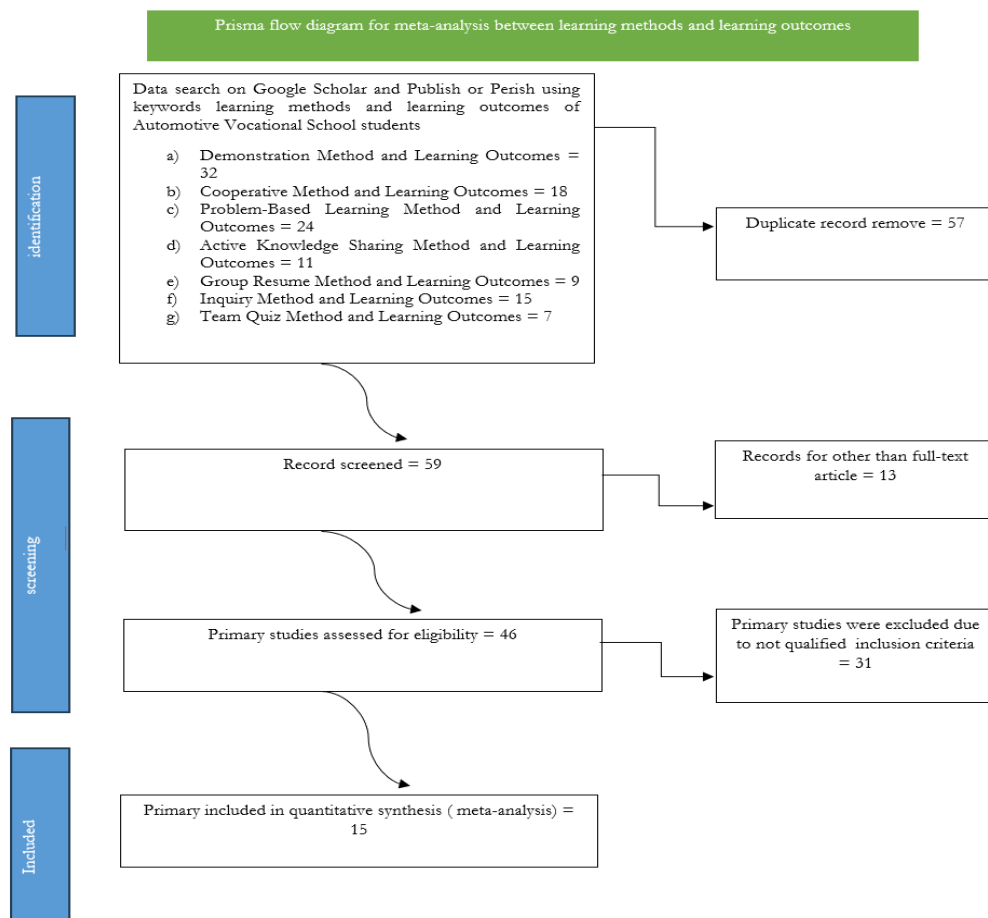 Prisma flow diagram for meta-analysis between learning methods and learning outcomes
identification
Data search on Google Scholar and Publish or Perish using
keywords learning methods and learning outcomes of
Automotive Vocational School students
a) Demonstration Method and Learning Outcomes =
32
b) Cooperative Method and Learning Outcomes = 18
c) Problem-Based Learning Method and Learning
Outcomes = 24
d) Active Knowledge Sharing Method and Learning
Outcomes = 11
e) Group Resume Method and Learning Outcomes = 9
f) Inquiry Method and Learning Outcomes = 15
g) Team Quiz Method and Learning Outcomes = 7
Duplicate record remove = 57
screening
Record screened = 59
Records for other than full-text
article = 13
Primary studies assessed for eligibility = 46
Primary studies were excluded due
to not qualified inclusion criteria
= 31
Included
Primary included in quantitative synthesis ( meta-analysis) =
15